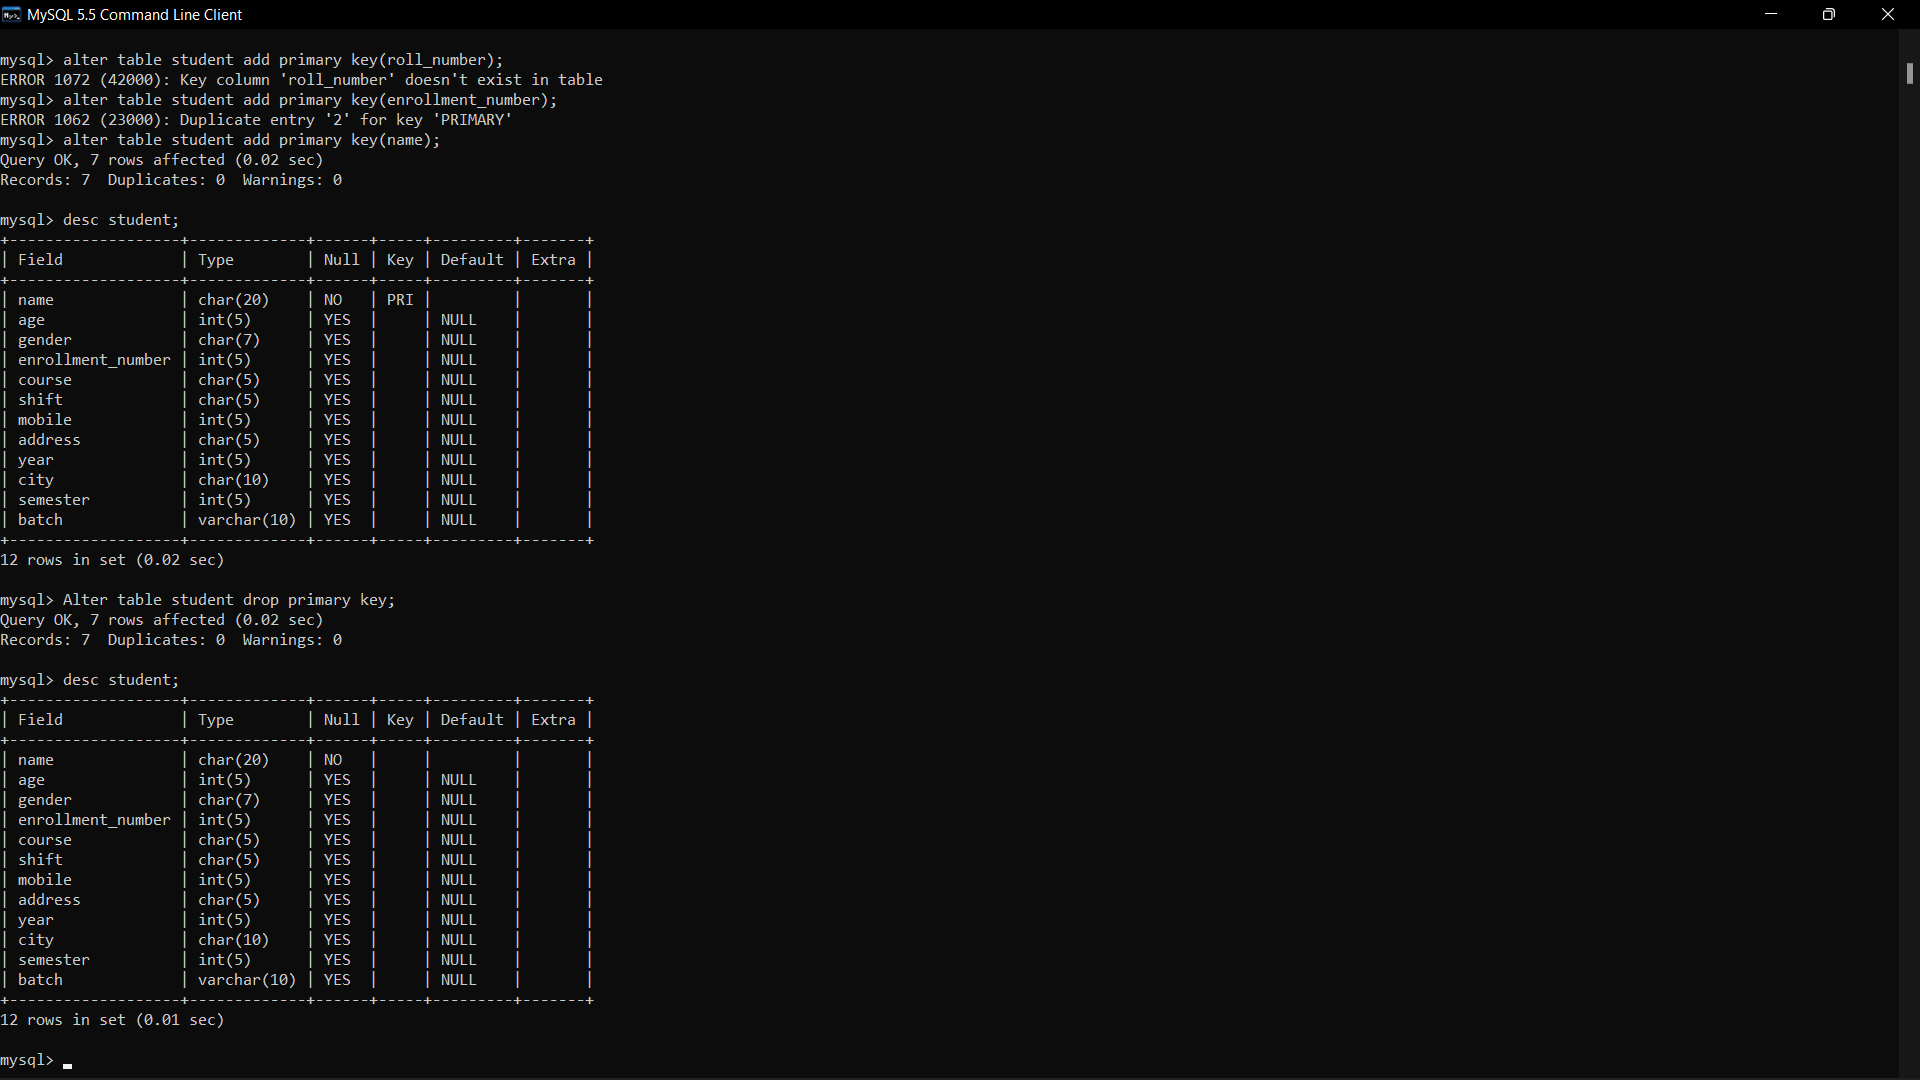 MySQL 5.5 Command Line Client
mysql> alter table student add primary key(roll_number);
ERROR 1072 (42000): Key column 'roll_number' doesn't exist in table
mysql> alter table student add primary key(enrollment_number);
ERROR 1062 (23000): Duplicate entry '2' for key 'PRIMARY'
mysql> alter table student add primary key(name);
Query OK, 7 rows affected (0.02 sec)
Records: 7  Duplicates: 0  Warnings: 0
mysql> desc student;
+-------------------+-------------+------+-----+---------+-------+
| Field             | Type        | Null | Key | Default | Extra |
+-------------------+-------------+------+-----+---------+-------+
| name              | char(20)    | NO   | PRI |         |       |
| age               | int(5)      | YES  |     | NULL    |       |
| gender            | char(7)     | YES  |     | NULL    |       |
| enrollment_number | int(5)      | YES  |     | NULL    |       |
| course            | char(5)     | YES  |     | NULL    |       |
| shift             | char(5)     | YES  |     | NULL    |       |
| mobile            | int(5)      | YES  |     | NULL    |       |
| address           | char(5)     | YES  |     | NULL    |       |
| year              | int(5)      | YES  |     | NULL    |       |
| city              | char(10)    | YES  |     | NULL    |       |
| semester          | int(5)      | YES  |     | NULL    |       |
| batch             | varchar(10) | YES  |     | NULL    |       |
+-------------------+-------------+------+-----+---------+-------+
12 rows in set (0.02 sec)
mysql> Alter table student drop primary key;
Query OK, 7 rows affected (0.02 sec)
Records: 7  Duplicates: 0  Warnings: 0
mysql> desc student;
+-------------------+-------------+------+-----+---------+-------+
| Field             | Type        | Null | Key | Default | Extra |
+-------------------+-------------+------+-----+---------+-------+
| name              | char(20)    | NO   |     |         |       |
| age               | int(5)      | YES  |     | NULL    |       |
| gender            | char(7)     | YES  |     | NULL    |       |
| enrollment_number | int(5)      | YES  |     | NULL    |       |
| course            | char(5)     | YES  |     | NULL    |       |
| shift             | char(5)     | YES  |     | NULL    |       |
| mobile            | int(5)      | YES  |     | NULL    |       |
| address           | char(5)     | YES  |     | NULL    |       |
| year              | int(5)      | YES  |     | NULL    |       |
| city              | char(10)    | YES  |     | NULL    |       |
| semester          | int(5)      | YES  |     | NULL    |       |
| batch             | varchar(10) | YES  |     | NULL    |       |
+-------------------+-------------+------+-----+---------+-------+
12 rows in set (0.01 sec)
mysql>